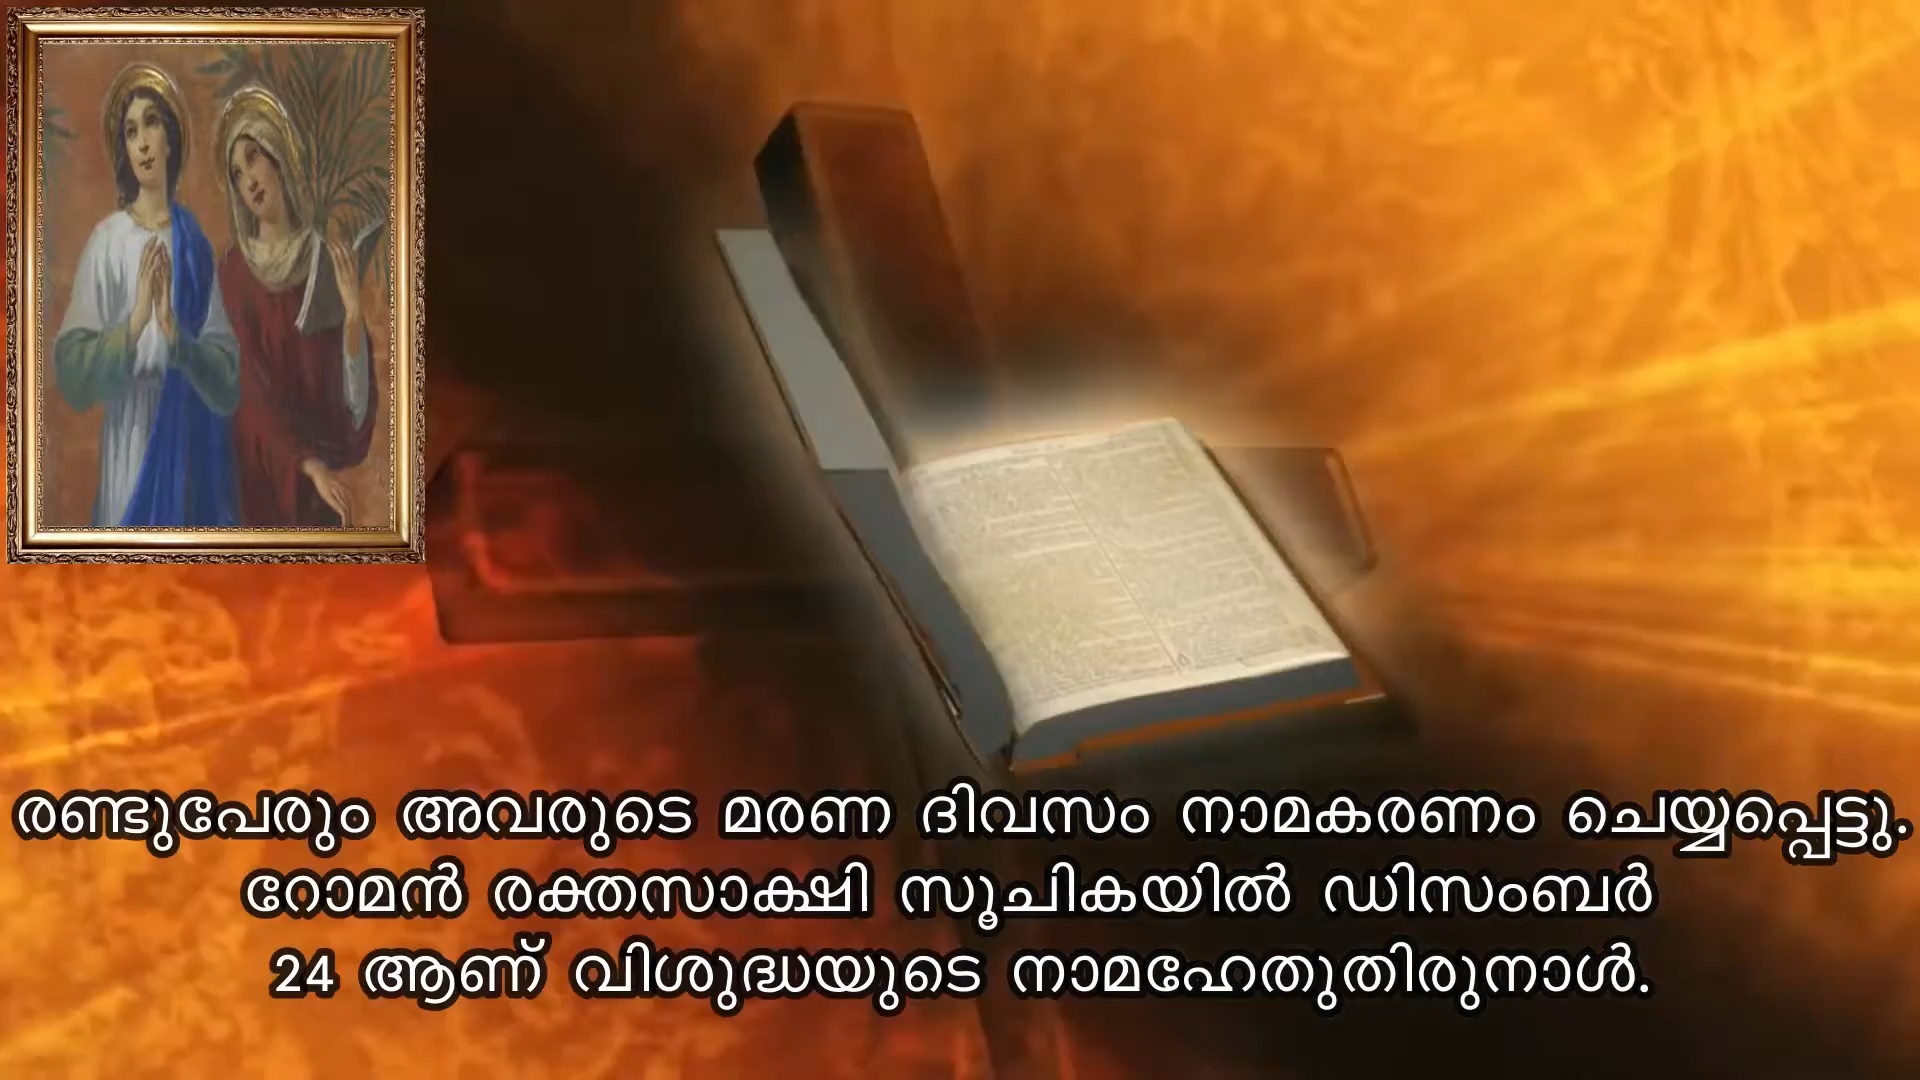 രണ്ടുപേരും അവരുടെ മരണ ദിവസം നാമകരണം ചെയ്യപ്പെട്ടു.
റോമൻ രക്തസാക്ഷി സൂചികയിൽ ഡിസംബർ
24 ആണ് വിശുദ്ധയുടെ നാമഹേതുതിരുനാൾ.